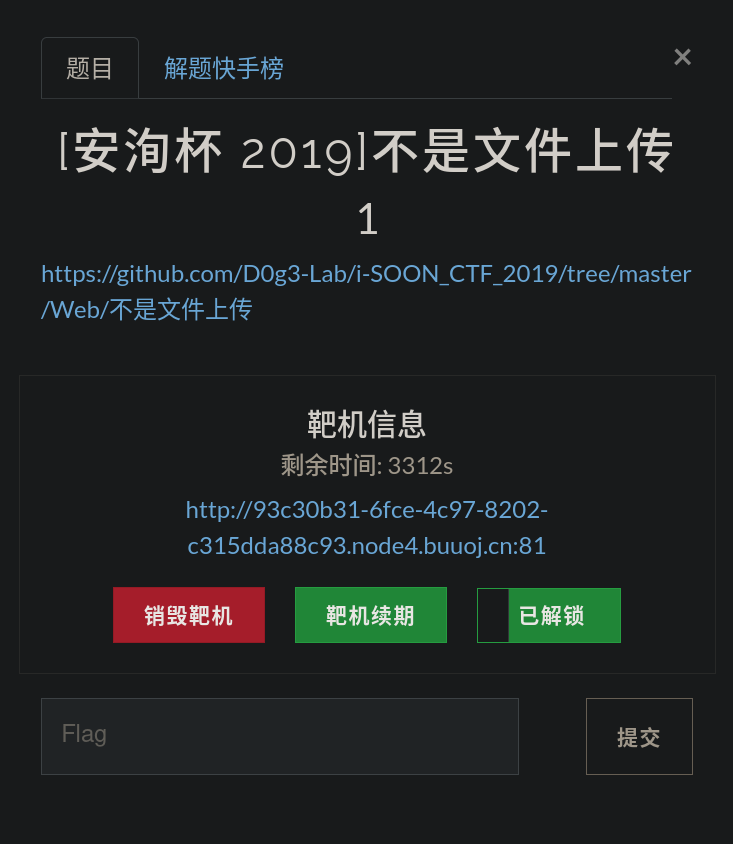 题目 解题快手榜 ×
[安洵杯 2019]不是文件上传
1
https://github.com/D0g3-Lab/i-SOON_CTF_2019/tree/master
/Web/不是文件上传
靶机信息
剩余时间: 3312s
http://93c30b31-6fce-4c97-8202-
c315dda88c93.node4.buuoj.cn:81
销毁靶机 靶机续期 已解锁
Flag 提交